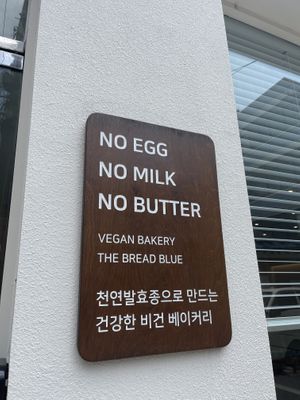 NO EGG
NO MILK
NO BUTTER
VEGAN BAKERY
THE BREAD BLUE
천연발효종으로 만드는
건강한 비건 베이커리